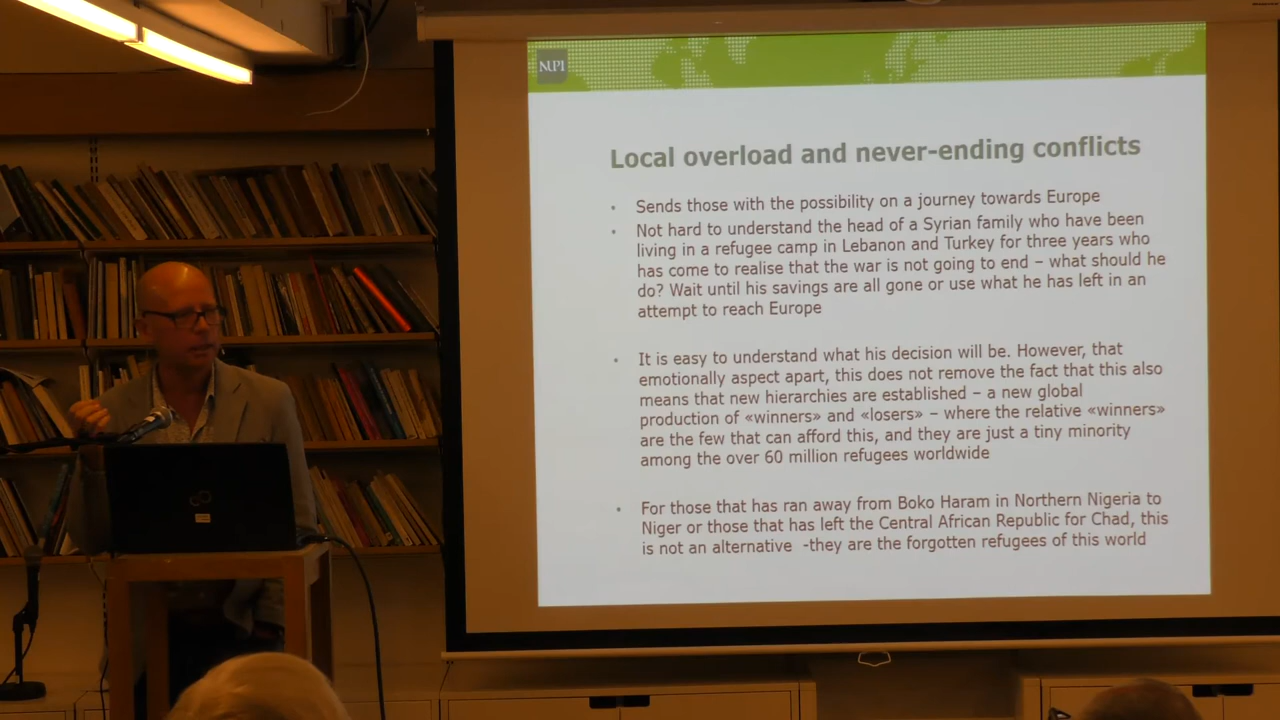 NUPI
Local overload and never-ending conflicts
• Sends those with the possibility on a journey towards Europe
• Not hard to understand the head of a Syrian family who have been
living in a refugee camp in Lebanon and Turkey for three years who
has come to realise that the war is not going to end – what should he
do? Wait until his savings are all gone or use what he has left in an
attempt to reach Europe
• It is easy to understand what his decision will be. However, that
emotionally aspect apart, this does not remove the fact that this also
means that new hierarchies are established – a new global
production of «winners» and «losers» – where the relative «winners»
are the few that can afford this, and they are just a tiny minority
among the over 60 million refugees worldwide
• For those that has ran away from Boko Haram in Northern Nigeria to
Niger or those that has left the Central African Republic for Chad, this
is not an alternative -they are the forgotten refugees of this world